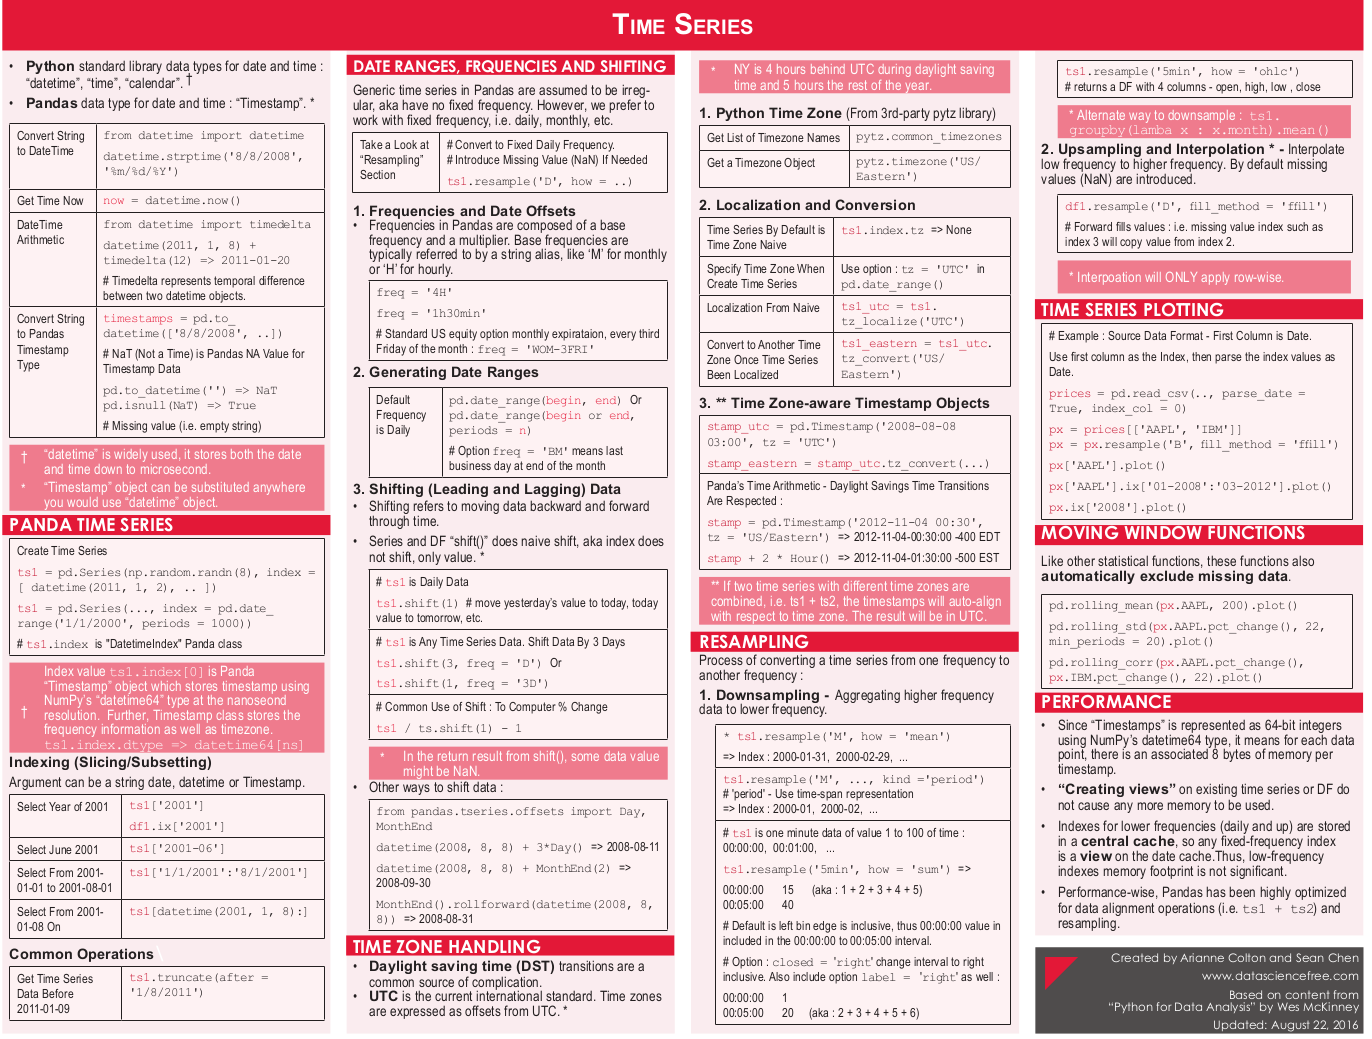 TIME SERIES
• Python standard library data types for date and time :
“datetime”, “time”, “calendar”. †
• Pandas data type for date and time : “Timestamp”. *
Convert String
to DateTime
from datetime import datetime
datetime.strptime('8/8/2008',
'%m/%d/%Y')
Get Time Now
now = datetime.now()
DateTime
Arithmetic
from datetime import timedelta
datetime(2011, 1, 8) +
timedelta(12) => 2011-01-20
# Timedelta represents temporal difference
between two datetime objects.
Convert String
to Pandas
Timestamp
Type
timestamps = pd.to_
datetime(['8/8/2008', ..])
# NaT (Not a Time) is Pandas NA Value for
Timestamp Data
pd.to_datetime('') => NaT
pd.isnull(NaT) => True
# Missing value (i.e. empty string)
† “datetime” is widely used, it stores both the date
and time down to microsecond.
* “Timestamp” object can be substituted anywhere
you would use “datetime” object.
PANDA TIME SERIES
Create Time Series
ts1 = pd.Series(np.random.randn(8), index =
[ datetime(2011, 1, 2), .. ])
ts1 = pd.Series(..., index = pd.date_
range('1/1/2000', periods = 1000))
# ts1.index is "DatetimeIndex" Panda class
Index value ts1.index[0] is Panda
“Timestamp” object which stores timestamp using
NumPy's “datetime64” type at the nanoseond
† resolution. Further, Timestamp class stores the
frequency information as well as timezone.
ts1.index.dtype => datetime64[ns]
Indexing (Slicing/Subsetting)
Argument can be a string date, datetime or Timestamp.
Select Year of 2001
ts1['2001']
df1.ix['2001']
Select June 2001
ts1['2001-06']
Select From 2001-
01-01 to 2001-08-01
ts1['1/1/2001':'8/1/2001']
Select From 2001-
01-08 On
ts1[datetime(2001, 1, 8):]
Common Operations \
Get Time Series
Data Before
2011-01-09
ts1.truncate(after =
'1/8/2011')
DATE RANGES, FRQUENCIES AND SHIFTING
Generic time series in Pandas are assumed to be irreg-
ular, aka have no fixed frequency. However, we prefer to
work with fixed frequency, i.e. daily, monthly, etc.
Take a Look at
“Resampling”
Section
# Convert to Fixed Daily Frequency.
# Introduce Missing Value (NaN) If Needed
ts1.resample('D', how = ..)
1. Frequencies and Date Offsets
• Frequencies in Pandas are composed of a base
frequency and a multiplier. Base frequencies are
typically referred to by a string alias, like ‘M’ for monthly
or ‘H’ for hourly.
freq = '4H'
freq = '1h30min'
# Standard US equity option monthly expirataion, every third
Friday of the month : freq = 'WOM-3FRI'
2. Generating Date Ranges
Default
Frequency
is Daily
pd.date_range(begin, end) Or
pd.date_range(begin or end,
periods = n)
# Option freq = 'BM' means last
business day at end of the month
3. Shifting (Leading and Lagging) Data
• Shifting refers to moving data backward and forward
through time.
• Series and DF “shift()” does naive shift, aka index does
not shift, only value. *
# ts1 is Daily Data
ts1.shift(1) # move yesterday’s value to today, today
value to tomorrow, etc.
# ts1 is Any Time Series Data. Shift Data By 3 Days
ts1.shift(3, freq = 'D') Or
ts1.shift(1, freq = '3D')
# Common Use of Shift : To Computer % Change
ts1 / ts.shift(1) - 1
* In the return result from shift(), some data value
might be NaN.
• Other ways to shift data :
from pandas.tseries.offsets import Day,
MonthEnd
datetime(2008, 8, 8) + 3*Day() => 2008-08-11
datetime(2008, 8, 8) + MonthEnd(2) =>
2008-09-30
MonthEnd().rollforward(datetime(2008, 8,
8)) => 2008-08-31
TIME ZONE HANDLING
• Daylight saving time (DST) transitions are a
common source of complication.
• UTC is the current international standard. Time zones
are expressed as offsets from UTC. *
* NY is 4 hours behind UTC during daylight saving
time and 5 hours the rest of the year.
1. Python Time Zone (From 3rd-party pytz library)
Get List of Timezone Names
pytz.common_timezones
Get a Timezone Object
pytz.timezone('US/
Eastern')
2. Localization and Conversion
Time Series By Default is
Time Zone Naive
ts1.index.tz => None
Specify Time Zone When
Create Time Series
Use option : tz = 'UTC' in
pd.date_range()
Localization From Naive
ts1_utc = ts1.
tz_localize('UTC')
Convert to Another Time
Zone Once Time Series
Been Localized
ts1_eastern = ts1_utc.
tz_convert('US/
Eastern')
3. ** Time Zone-aware Timestamp Objects
stamp_utc = pd.Timestamp('2008-08-08
03:00', tz = 'UTC')
stamp_eastern = stamp_utc.tz_convert(...)
Panda’s Time Arithmetic - Daylight Savings Time Transitions
Are Respected :
stamp = pd.Timestamp('2012-11-04 00:30',
tz = 'US/Eastern') => 2012-11-04-00:30:00 -400 EDT
stamp + 2 * Hour() => 2012-11-04-01:30:00 -500 EST
** If two time series with different time zones are
combined, i.e. ts1 + ts2, the timestamps will auto-align
with respect to time zone. The result will be in UTC.
RESAMPLING
Process of converting a time series from one frequency to
another frequency :
1. Downsampling - Aggregating higher frequency
data to lower frequency.
* ts1.resample('M', how = 'mean')
=> Index : 2000-01-31, 2000-02-29, ...
ts1.resample('M', ..., kind ='period')
# 'period' - Use time-span representation
=> Index : 2000-01, 2000-02, ...
# ts1 is one minute data of value 1 to 100 of time :
00:00:00, 00:01:00, ...
ts1.resample('5min', how = 'sum') =>
00:00:00 15 (aka : 1 + 2 + 3 + 4 + 5)
00:05:00 40
# Default is left bin edge is inclusive, thus 00:00:00 value in
included in the 00:00:00 to 00:05:00 interval.
# Option : closed = 'right' change interval to right
inclusive. Also include option label = 'right' as well :
00:00:00 1
00:05:00 20 (aka : 2 + 3 + 4 + 5 + 6)
ts1.resample('5min', how = 'ohlc')
# returns a DF with 4 columns - open, high, low , close
* Alternate way to downsample : ts1.
groupby(lamba x : x.month).mean()
2. Upsampling and Interpolation * - Interpolate
low frequency to higher frequency. By default missing
values (NaN) are introduced.
df1.resample('D', fill_method = 'ffill')
# Forward fills values : i.e. missing value index such as
index 3 will copy value from index 2.
* Interpoation will ONLY apply row-wise.
TIME SERIES PLOTTING
# Example : Source Data Format - First Column is Date.
Use first column as the Index, then parse the index values as
Date.
prices = pd.read_csv(.., parse_date =
True, index_col = 0)
px = prices[['AAPL', 'IBM']]
px = px.resample('B', fill_method = 'ffill')
px['AAPL'].plot()
px['AAPL'].ix['01-2008':'03-2012'].plot()
px.ix['2008'].plot()
MOVING WINDOW FUNCTIONS
Like other statistical functions, these functions also
automatically exclude missing data.
pd.rolling_mean(px.AAPL, 200).plot()
pd.rolling_std(px.AAPL.pct_change(), 22,
min_periods = 20).plot()
pd.rolling_corr(px.AAPL.pct_change(),
px.IBM.pct_change(), 22).plot()
PERFORMANCE
• Since “Timestamps” is represented as 64-bit integers
using NumPy's datetime64 type, it means for each data
point, there is an associated 8 bytes of memory per
timestamp.
• “Creating views” on existing time series or DF do
not cause any more memory to be used.
• Indexes for lower frequencies (daily and up) are stored
in a central cache, so any fixed-frequency index
is a view on the date cache.Thus, low-frequency
indexes memory footprint is not significant.
• Performance-wise, Pandas has been highly optimized
for data alignment operations (i.e. ts1 + ts2) and
resampling.
Created by Arianne Colton and Sean Chen
www.datasciencefree.com
Based on content from
“Python for Data Analysis” by Wes McKinney
Updated: August 22, 2016